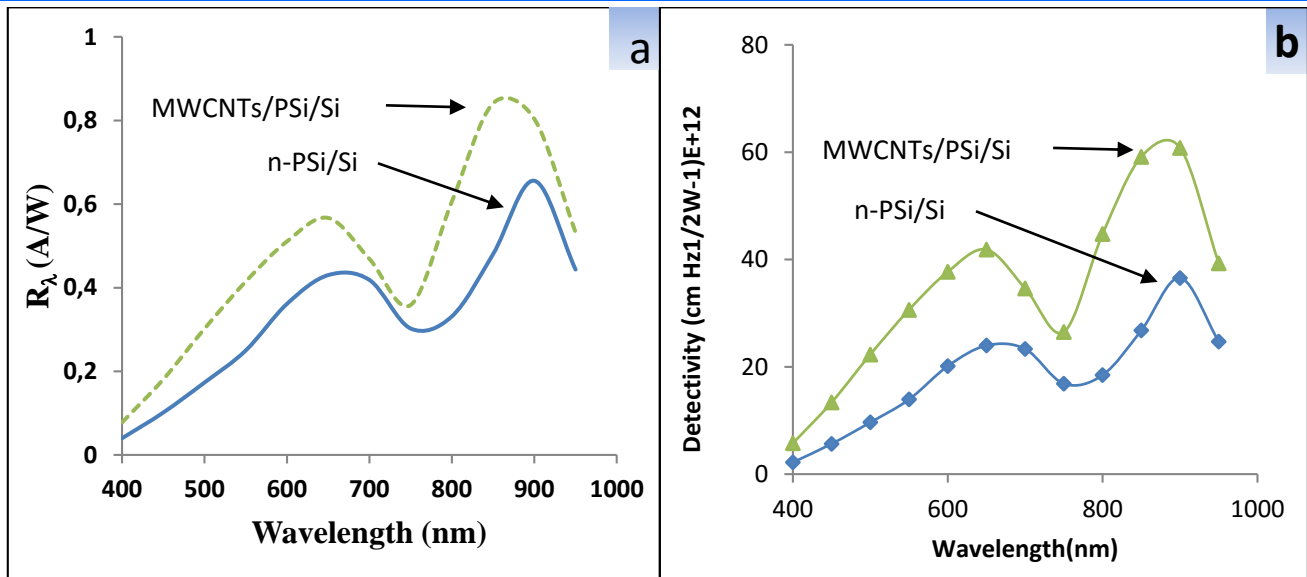 a
1
0,8
0,6
0,4
0,2
0
400 500 600 700 800 900 1000
R_λ (A/W)
Wavelength (nm)
MWCNTs/PSi/Si
n-PSi/Si
b
80
60
40
20
0
400 600 800 1000
Detectivity (cm Hz1/2W-1)E+12
Wavelength(nm)
MWCNTs/PSi/Si
n-PSi/Si